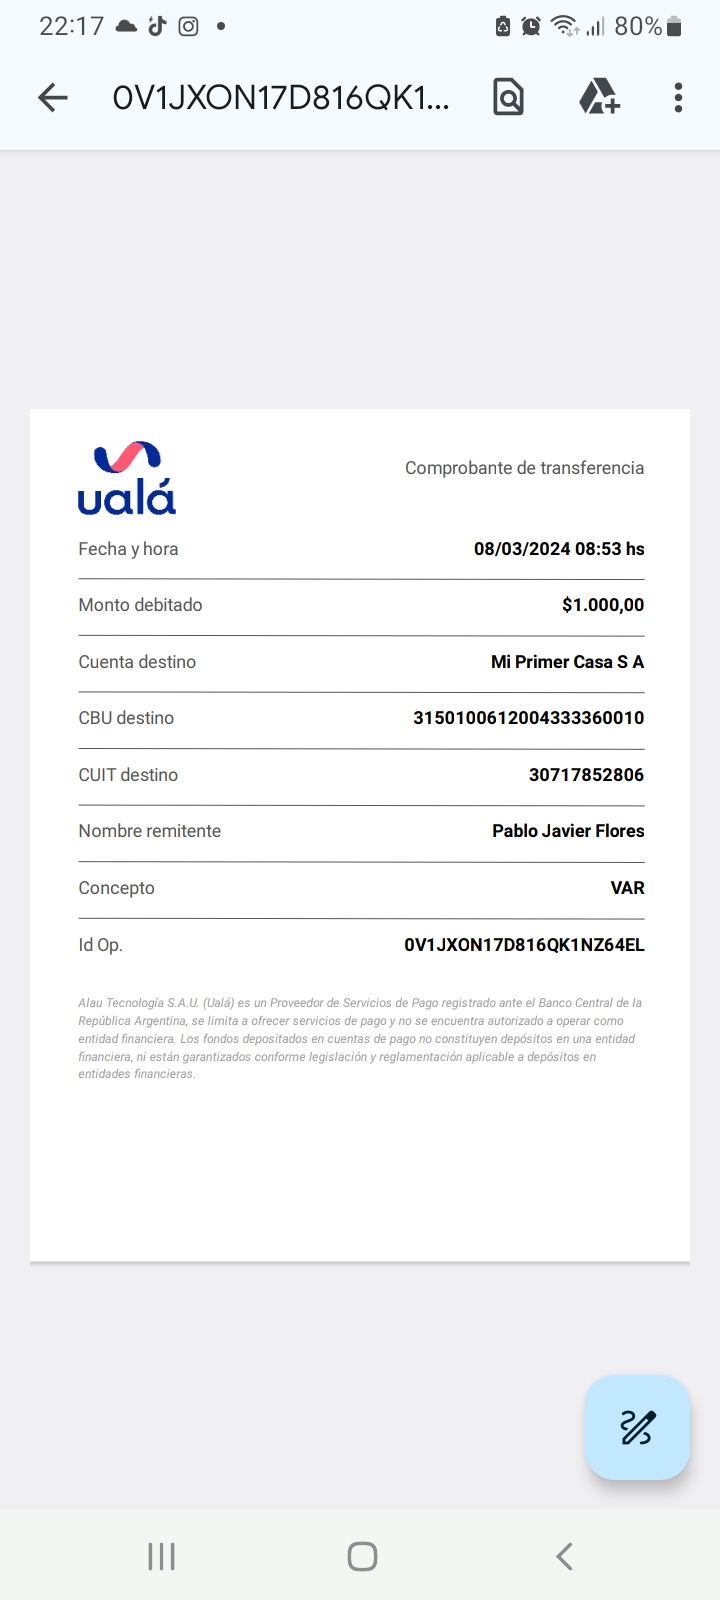 22:17 80%
0V1JXON17D816QK1...
ualá
Comprobante de transferencia
Fecha y hora 08/03/2024 08:53 hs
Monto debitado $1.000,00
Cuenta destino Mi Primer Casa S A
CBU destino 3150100612004333360010
CUIT destino 30717852806
Nombre remitente Pablo Javier Flores
Concepto VAR
Id Op. 0V1JXON17D816QK1NZ64EL
Alau Tecnología S.A.U. (Ualá) es un Proveedor de Servicios de Pago registrado ante el Banco Central de la
República Argentina, se limita a ofrecer servicios de pago y no se encuentra autorizado a operar como
entidad financiera. Los fondos depositados en cuentas de pago no constituyen depósitos en una entidad
financiera, ni están garantizados conforme legislación y reglamentación aplicable a depósitos en
entidades financieras.